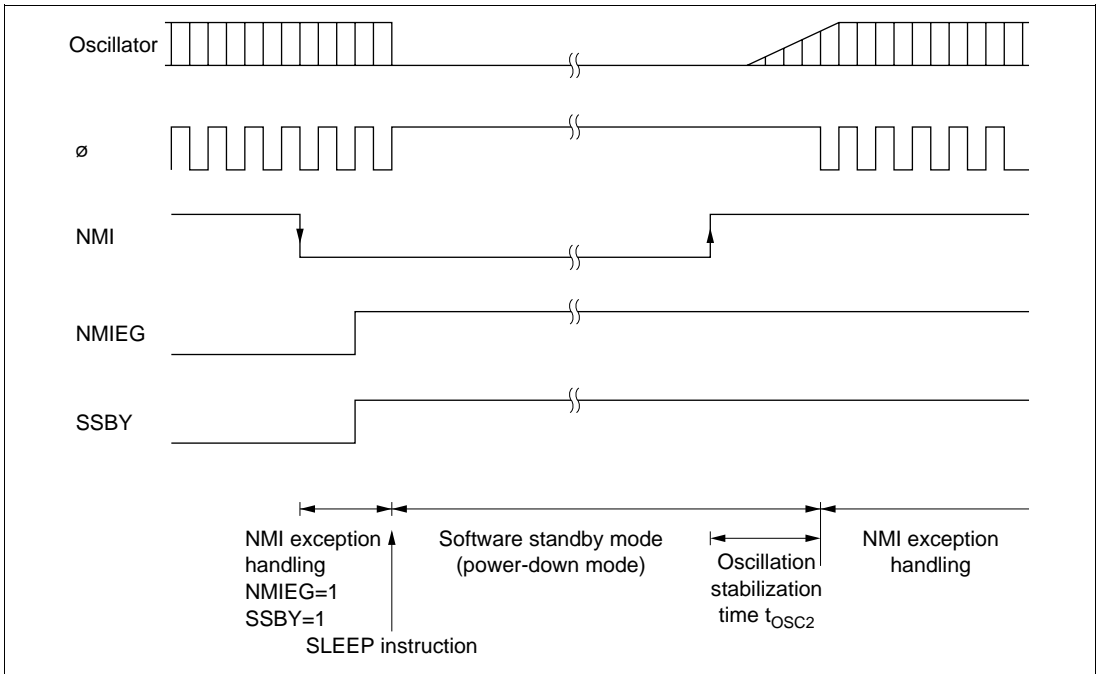 Oscillator
ø
NMI
NMIEG
SSBY
NMI exception
handling
NMIEG=1
SSBY=1
SLEEP instruction
Software standby mode
(power-down mode)
Oscillation
stabilization
time tOSC2
NMI exception
handling